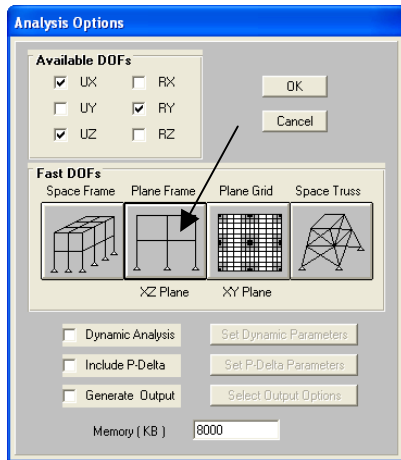 Analysis Options
Available DOFs
UX RX
UY RY
UZ RZ
OK
Cancel
Fast DOFs
Space Frame Plane Frame Plane Grid Space Truss
XZ Plane XY Plane
Dynamic Analysis Set Dynamic Parameters
Include P-Delta Set P-Delta Parameters
Generate Output Select Output Options
Memory ( KB ) 8000